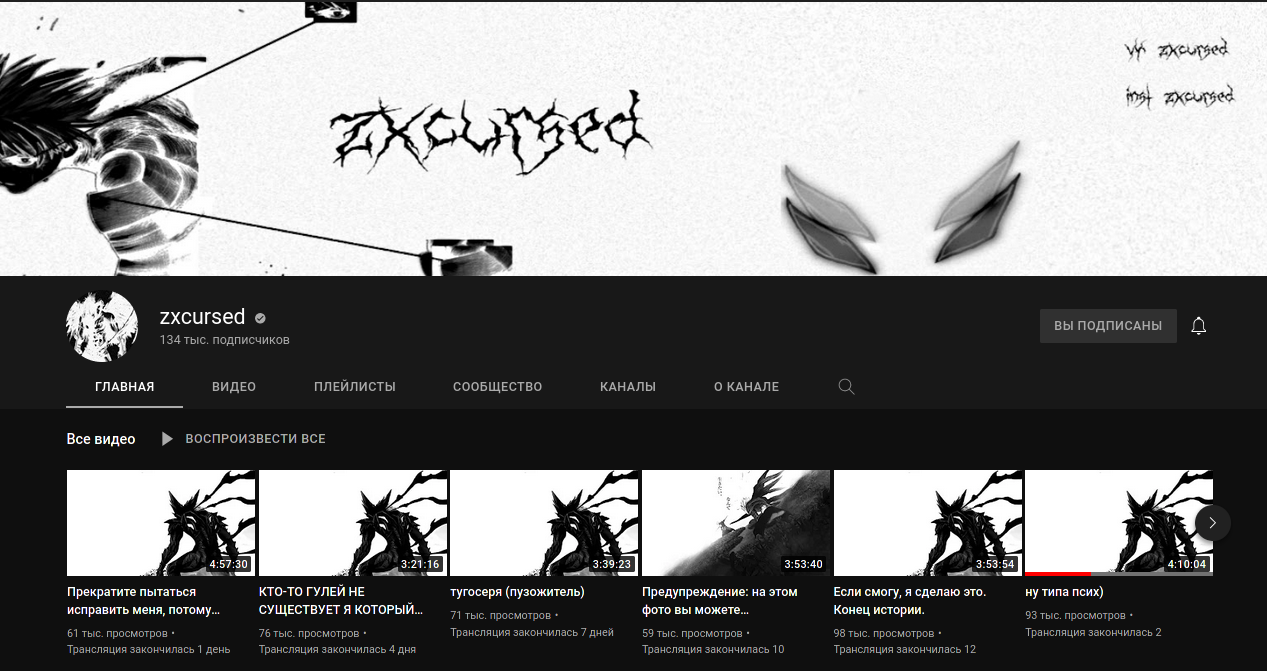 vk zxcursed
inst zxcursed
zxcursed
zxcursed
134 тыс. подписчиков
ВЫ ПОДПИСАНЫ
ГЛАВНАЯ ВИДЕО ПЛЕЙЛИСТЫ СООБЩЕСТВО КАНАЛЫ О КАНАЛЕ
Все видео ВОСПРОИЗВЕСТИ ВСЕ
4:57:30
Прекратите пытаться
исправить меня, потому…
61 тыс. просмотров •
Трансляция закончилась 1 день
3:21:16
КТО-ТО ГУЛЕЙ НЕ
СУЩЕСТВУЕТ Я КОТОРЫЙ…
76 тыс. просмотров •
Трансляция закончилась 4 дня
3:39:23
тугосеря (пузожитель)
71 тыс. просмотров •
Трансляция закончилась 7 дней
3:53:40
Предупреждение: на этом
фото вы можете…
59 тыс. просмотров •
Трансляция закончилась 10
3:53:54
Если смогу, я сделаю это.
Конец истории.
98 тыс. просмотров •
Трансляция закончилась 12
4:10:04
ну типа псих)
93 тыс. просмотров •
Трансляция закончилась 2